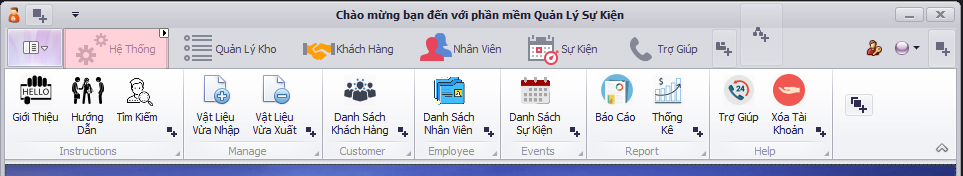 Chào mừng bạn đến với phần mềm Quản Lý Sự Kiện
Hệ Thống
Quản Lý Kho
Khách Hàng
Nhân Viên
Sự Kiện
Trợ Giúp
HELLO
$
24
Giới Thiệu
Hướng
Dẫn
Tìm Kiếm
Vật Liệu
Vừa Nhập
Vật Liệu
Vừa Xuất
Danh Sách
Khách Hàng
Danh Sách
Nhân Viên
Danh Sách
Sự Kiện
Báo Cáo
Thống
Kê
Trợ Giúp
Xóa Tài
Khoản
Instructions
Manage
Customer
Employee
Events
Report
Help